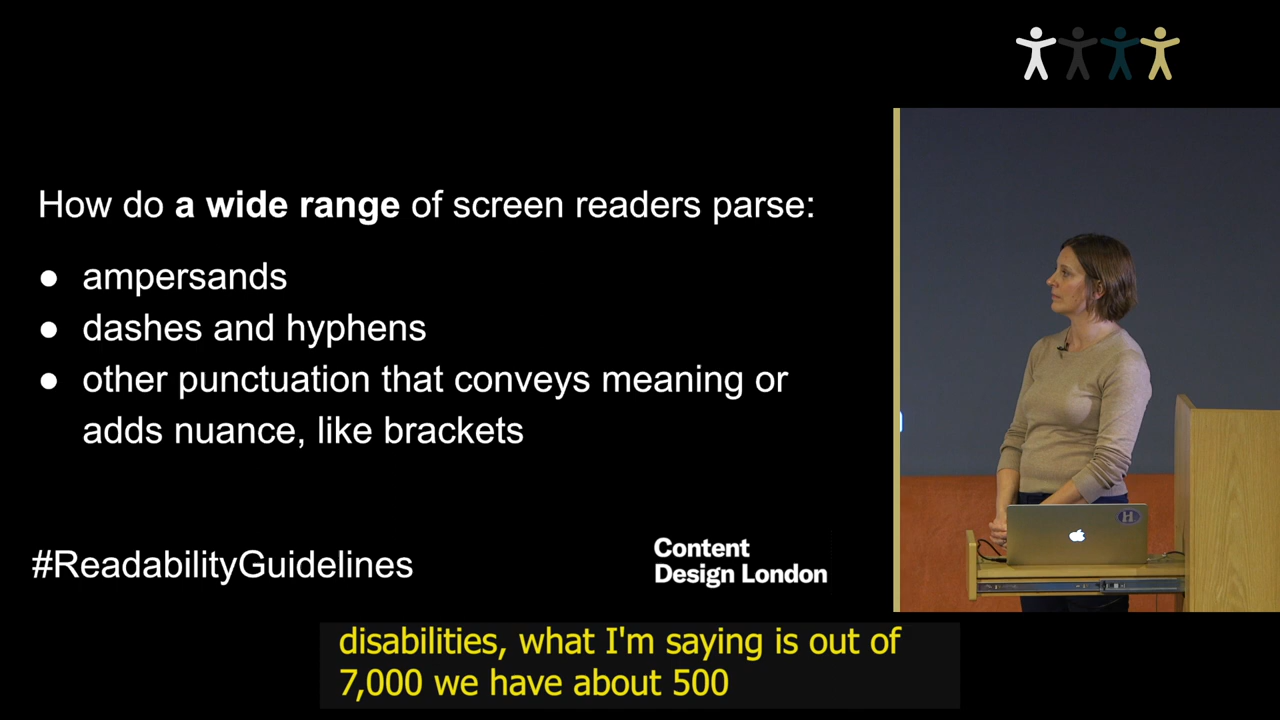 How do a wide range of screen readers parse:
● ampersands
● dashes and hyphens
● other punctuation that conveys meaning or
adds nuance, like brackets
#ReadabilityGuidelines
Content
Design London
H
disabilities, what I'm saying is out of
7,000 we have about 500